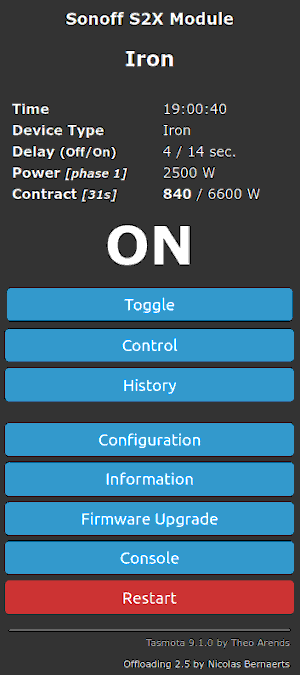 Sonoff S2X Module
Iron
Time 19:00:40
Device Type Iron
Delay (Off/On) 4 / 14 sec.
Power [phase 1] 2500 W
Contract [31s] 840 / 6600 W
ON
Toggle
Control
History
Configuration
Information
Firmware Upgrade
Console
Restart
Tasmota 9.1.0 by Theo Arends
Offloading 2.5 by Nicolas Bernaerts